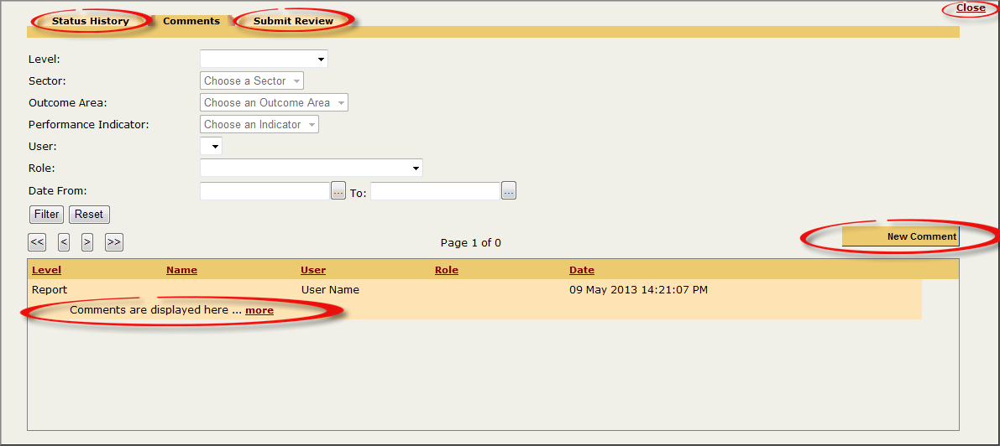 Close
Status History Comments Submit Review
Level:
Sector: Choose a Sector
Outcome Area: Choose an Outcome Area
Performance Indicator: Choose an Indicator
User:
Role:
Date From: ... To: ...
Filter Reset
<< < > >> Page 1 of 0 New Comment
Level Name User Role Date
Report User Name 09 May 2013 14:21:07 PM
Comments are displayed here ... more